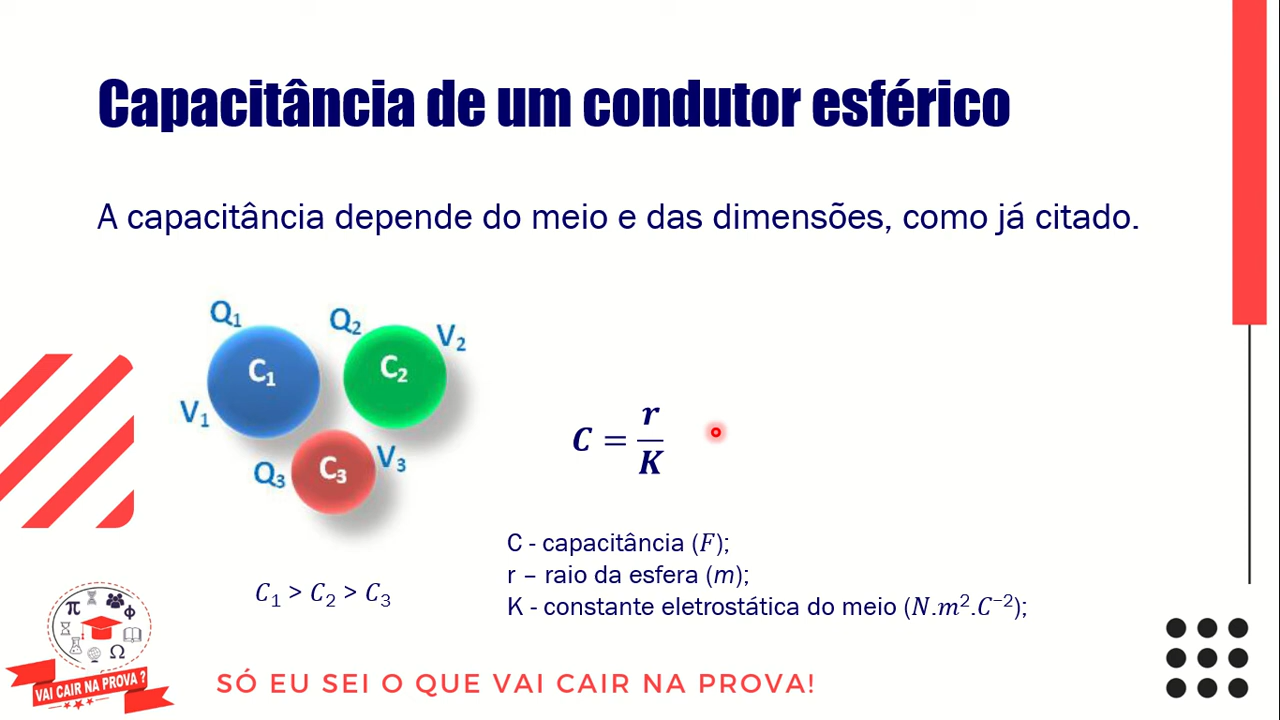 Capacitância de um condutor esférico
A capacitância depende do meio e das dimensões, como já citado.
Q₁
C₁
V₁
Q₂
V₂
C₂
Q₃
C₃
V₃
C₁ > C₂ > C₃
C = r/K
C - capacitância (F);
r – raio da esfera (m);
K - constante eletrostática do meio (N.m².C⁻²);
π
Φ
Ω
VAI CAIR NA PROVA ?
SÓ EU SEI O QUE VAI CAIR NA PROVA!